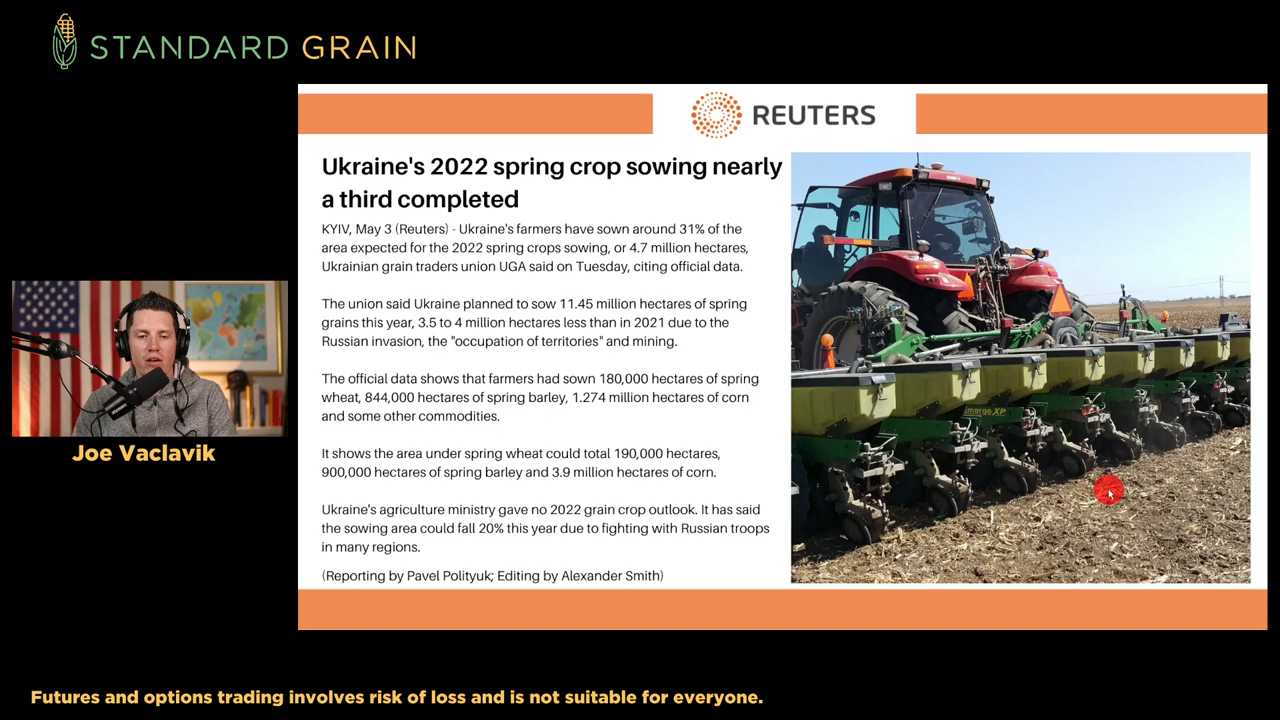 STANDARD GRAIN
REUTERS
Ukraine's 2022 spring crop sowing nearly
a third completed
KYIV, May 3 (Reuters) - Ukraine's farmers have sown around 31% of the
area expected for the 2022 spring crops sowing, or 4.7 million hectares,
Ukrainian grain traders union UGA said on Tuesday, citing official data.
The union said Ukraine planned to sow 11.45 million hectares of spring
grains this year, 3.5 to 4 million hectares less than in 2021 due to the
Russian invasion, the "occupation of territories" and mining.
The official data shows that farmers had sown 180,000 hectares of spring
wheat, 844,000 hectares of spring barley, 1.274 million hectares of corn
and some other commodities.
It shows the area under spring wheat could total 190,000 hectares,
900,000 hectares of spring barley and 3.9 million hectares of corn.
Ukraine's agriculture ministry gave no 2022 grain crop outlook. It has said
the sowing area could fall 20% this year due to fighting with Russian troops
in many regions.
(Reporting by Pavel Polityuk; Editing by Alexander Smith)
Joe Vaclavik
Futures and options trading involves risk of loss and is not suitable for everyone.